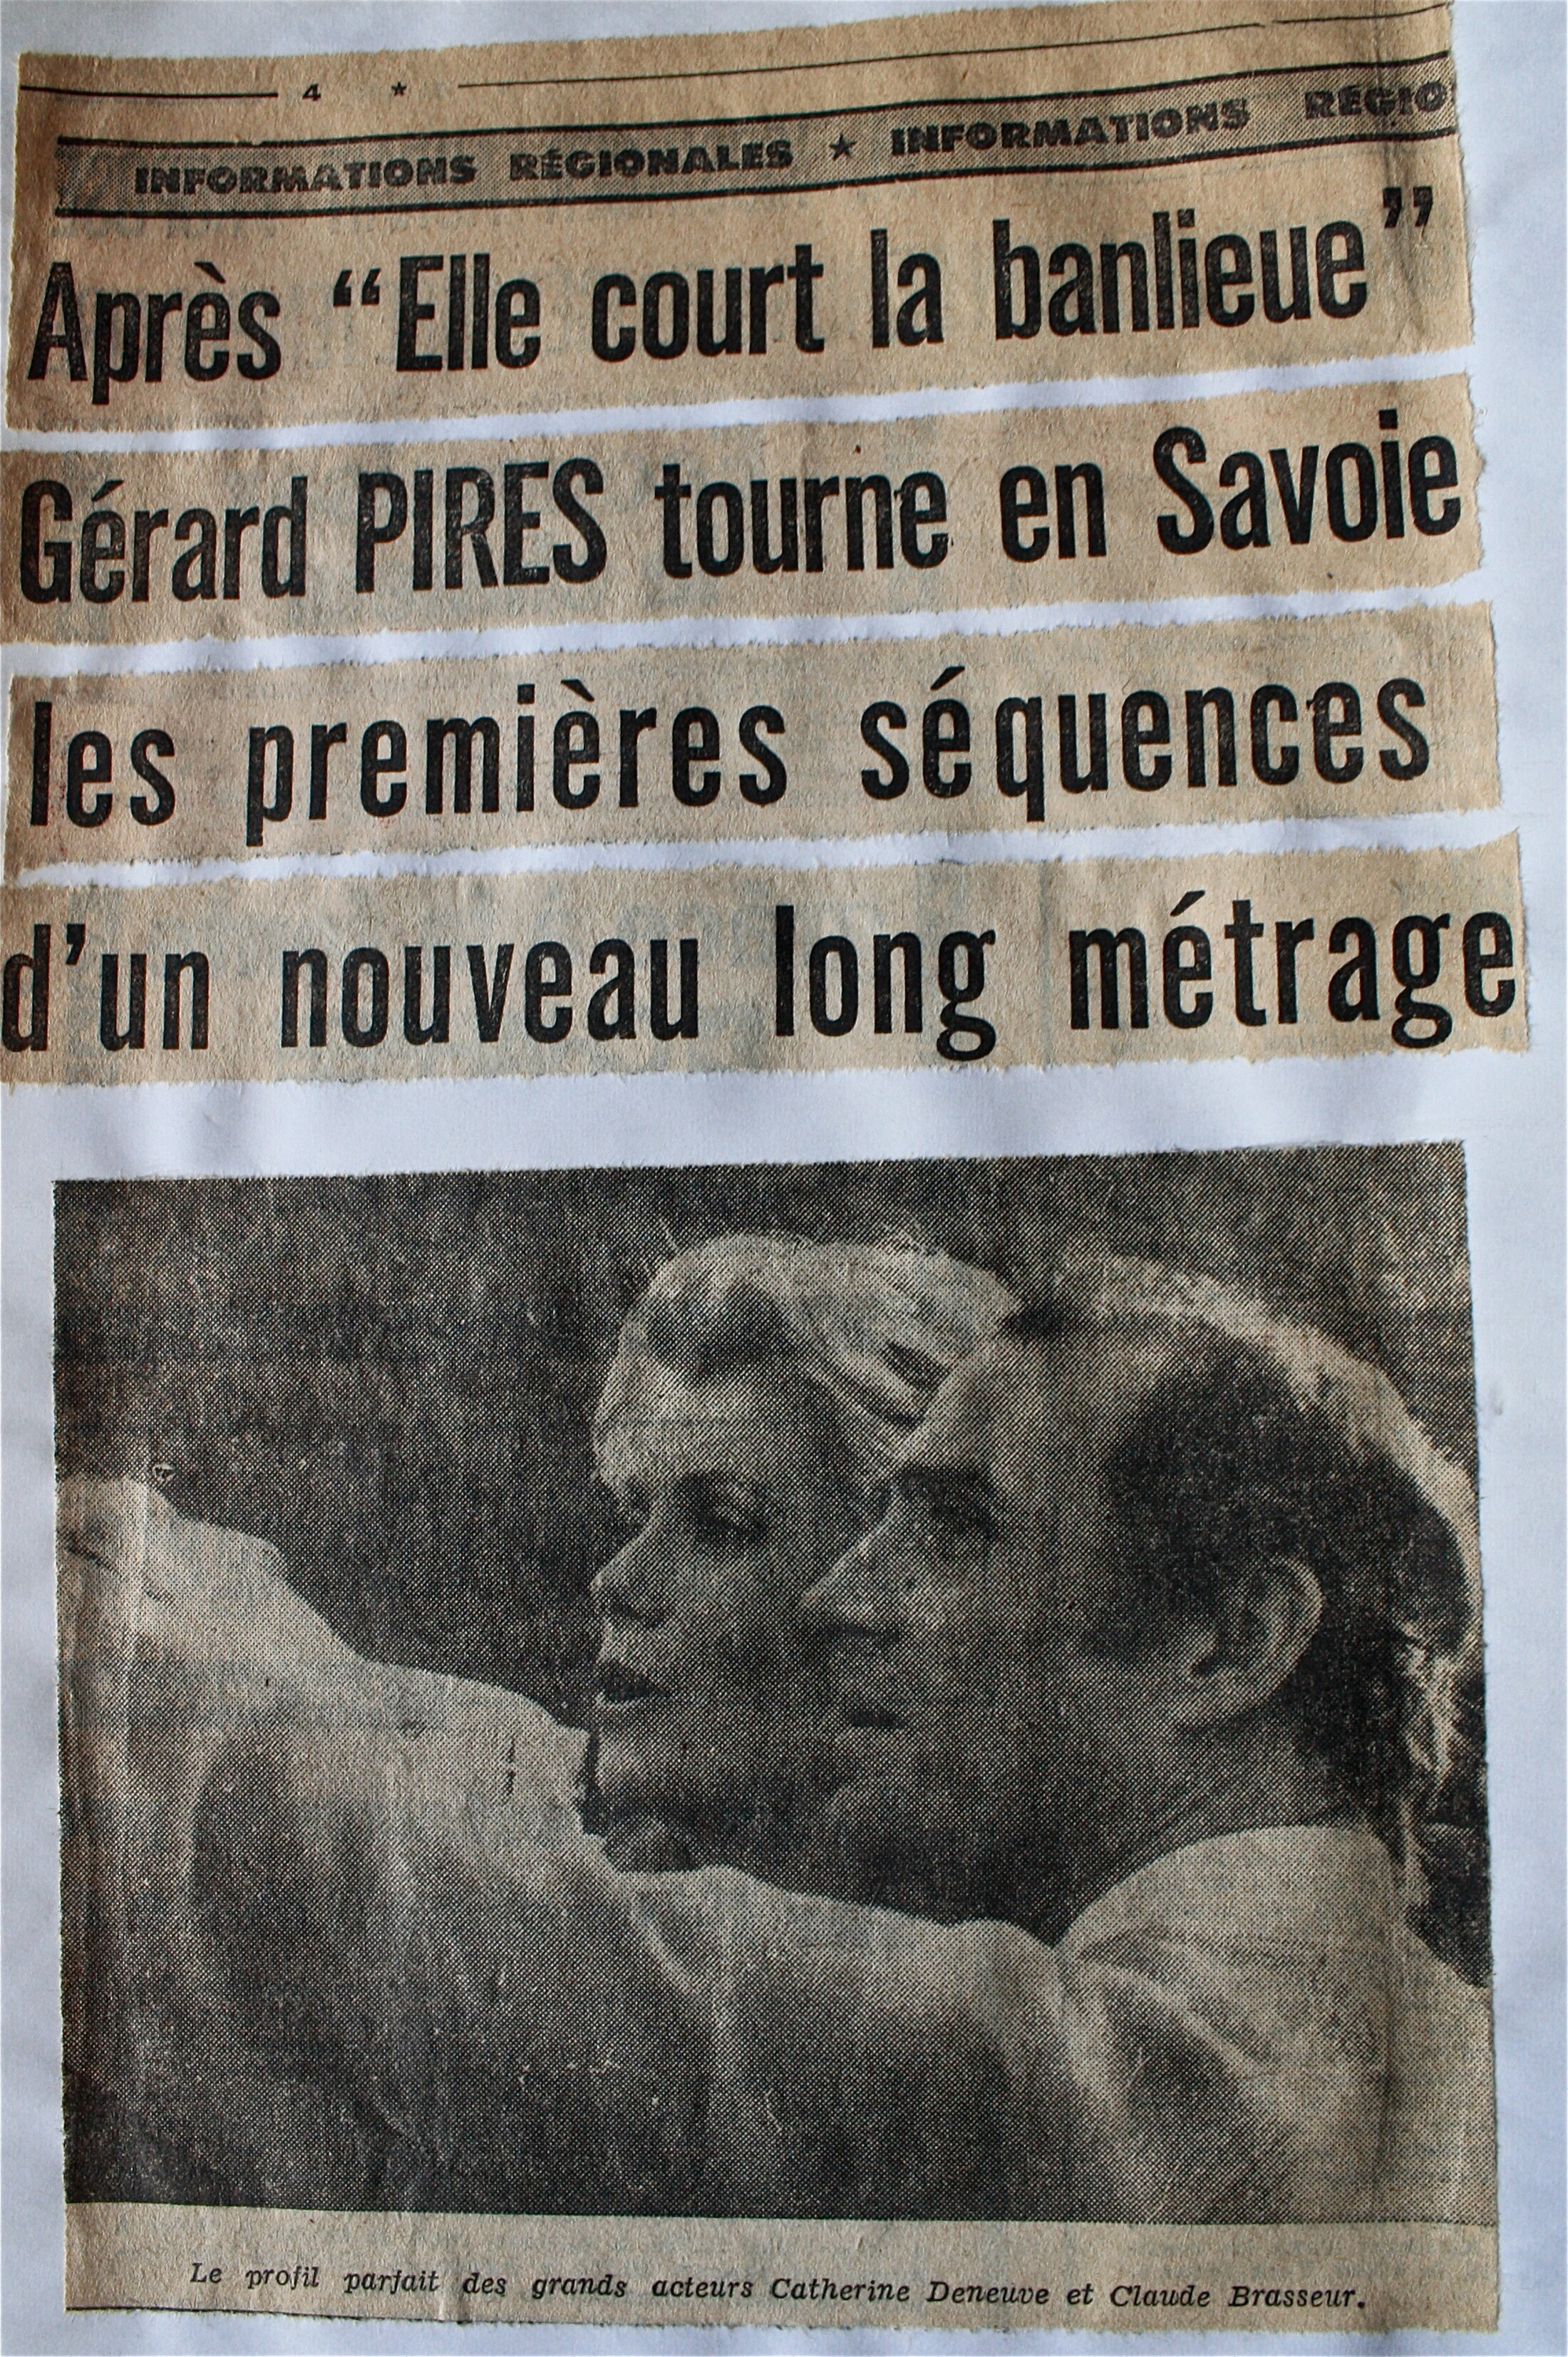 4 ★
INFORMATIONS RÉGIONALES ★ INFORMATIONS RÉGIO
Après “Elle court la banlieue”
Gérard PIRES tourne en Savoie
les premières séquences
d’un nouveau long métrage
Le profil parfait des grands acteurs Catherine Deneuve et Claude Brasseur.